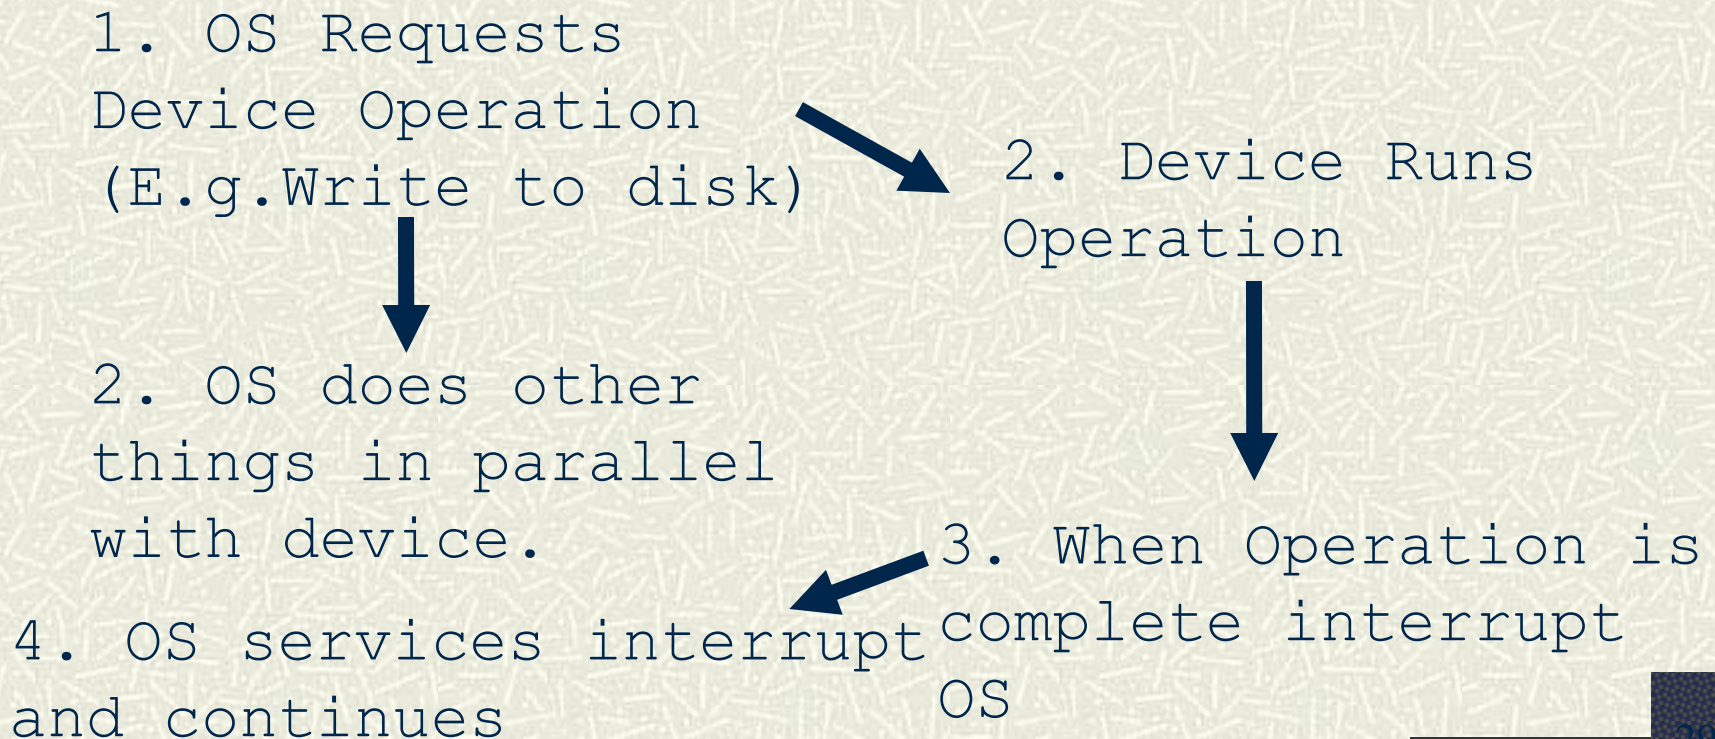 1. OS Requests
Device Operation
(E.g.Write to disk)
2. Device Runs
Operation
2. OS does other
things in parallel
with device.
3. When Operation is
complete interrupt
OS
4. OS services interrupt
and continues